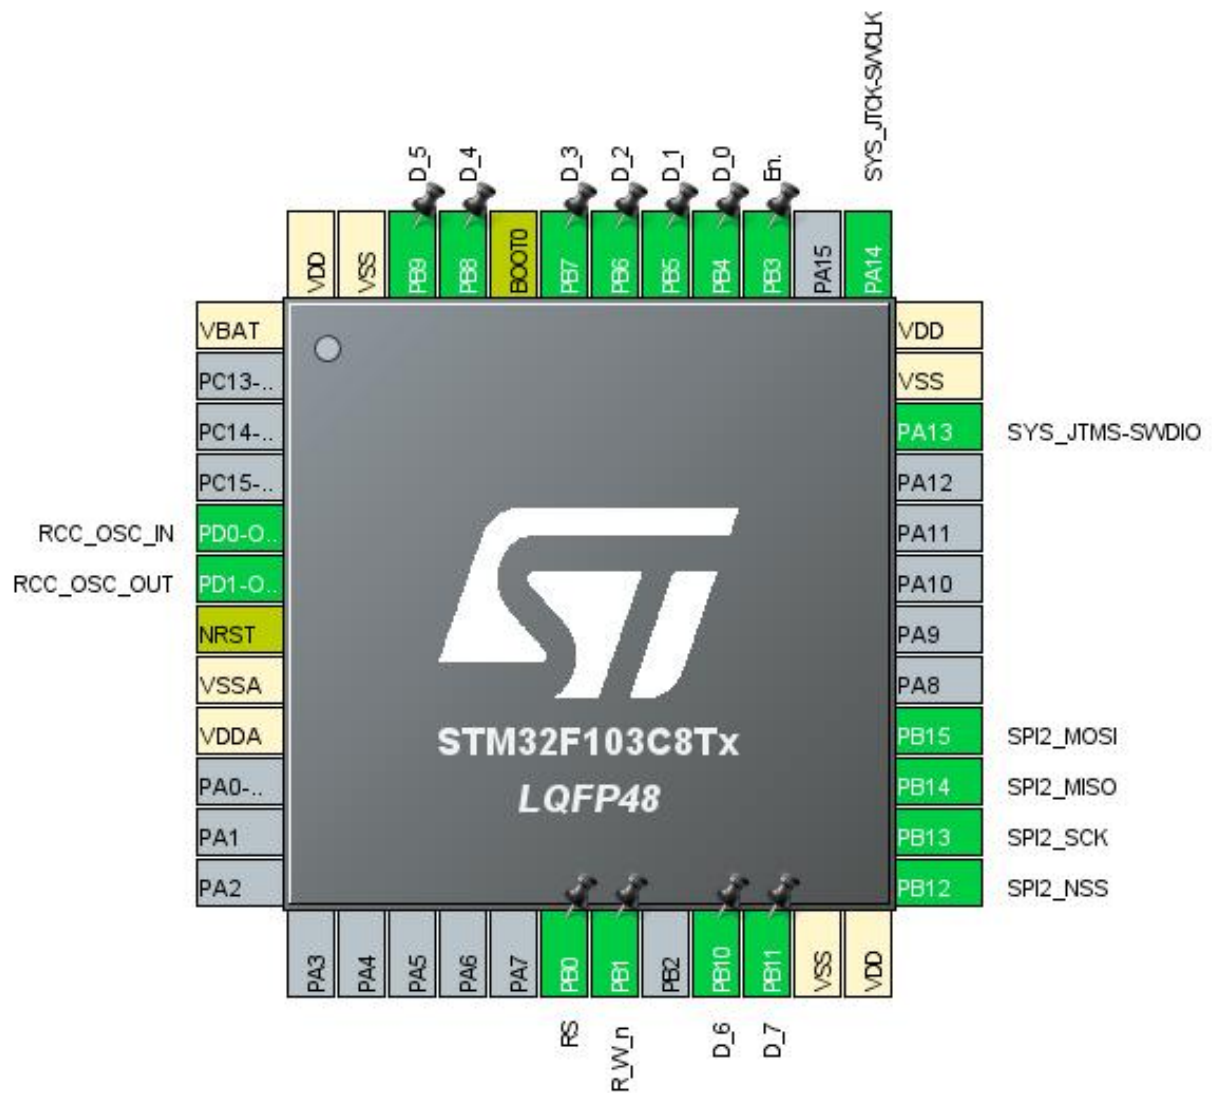 SYS_JTCK-SWCLK
D_5
D_4
D_3
D_2
D_1
D_0
En.
VDD
VSS
PB9
PB8
BOOT0
PB7
PB6
PB5
PB4
PB3
PA15
PA14
VBAT
PC13-..
PC14-..
PC15-..
RCC_OSC_IN PD0-O..
RCC_OSC_OUT PD1-O..
NRST
VSSA
VDDA
PA0-..
PA1
PA2
ST
STM32F103C8Tx
LQFP48
VDD
VSS
PA13 SYS_JTMS-SWDIO
PA12
PA11
PA10
PA9
PA8
PB15 SPI2_MOSI
PB14 SPI2_MISO
PB13 SPI2_SCK
PB12 SPI2_NSS
PA3
PA4
PA5
PA6
PA7
PB0
PB1
PB2
PB10
PB11
VSS
VDD
RS
R_W_n
D_6
D_7